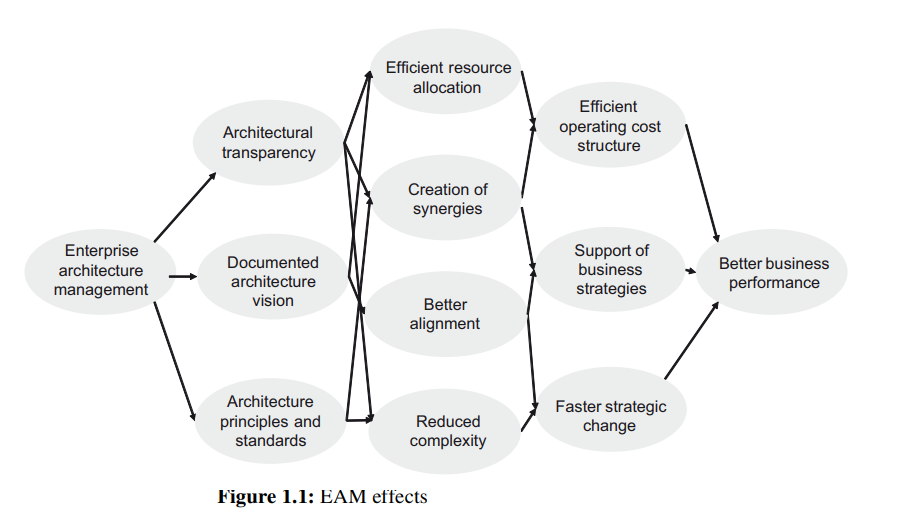 Efficient resource
allocation
Efficient
operating cost
structure
Architectural
transparency
Creation of
synergies
Enterprise
architecture
management
Documented
architecture
vision
Support of
business
strategies
Better business
performance
Better
alignment
Architecture
principles and
standards
Reduced
complexity
Faster strategic
change
Figure 1.1: EAM effects